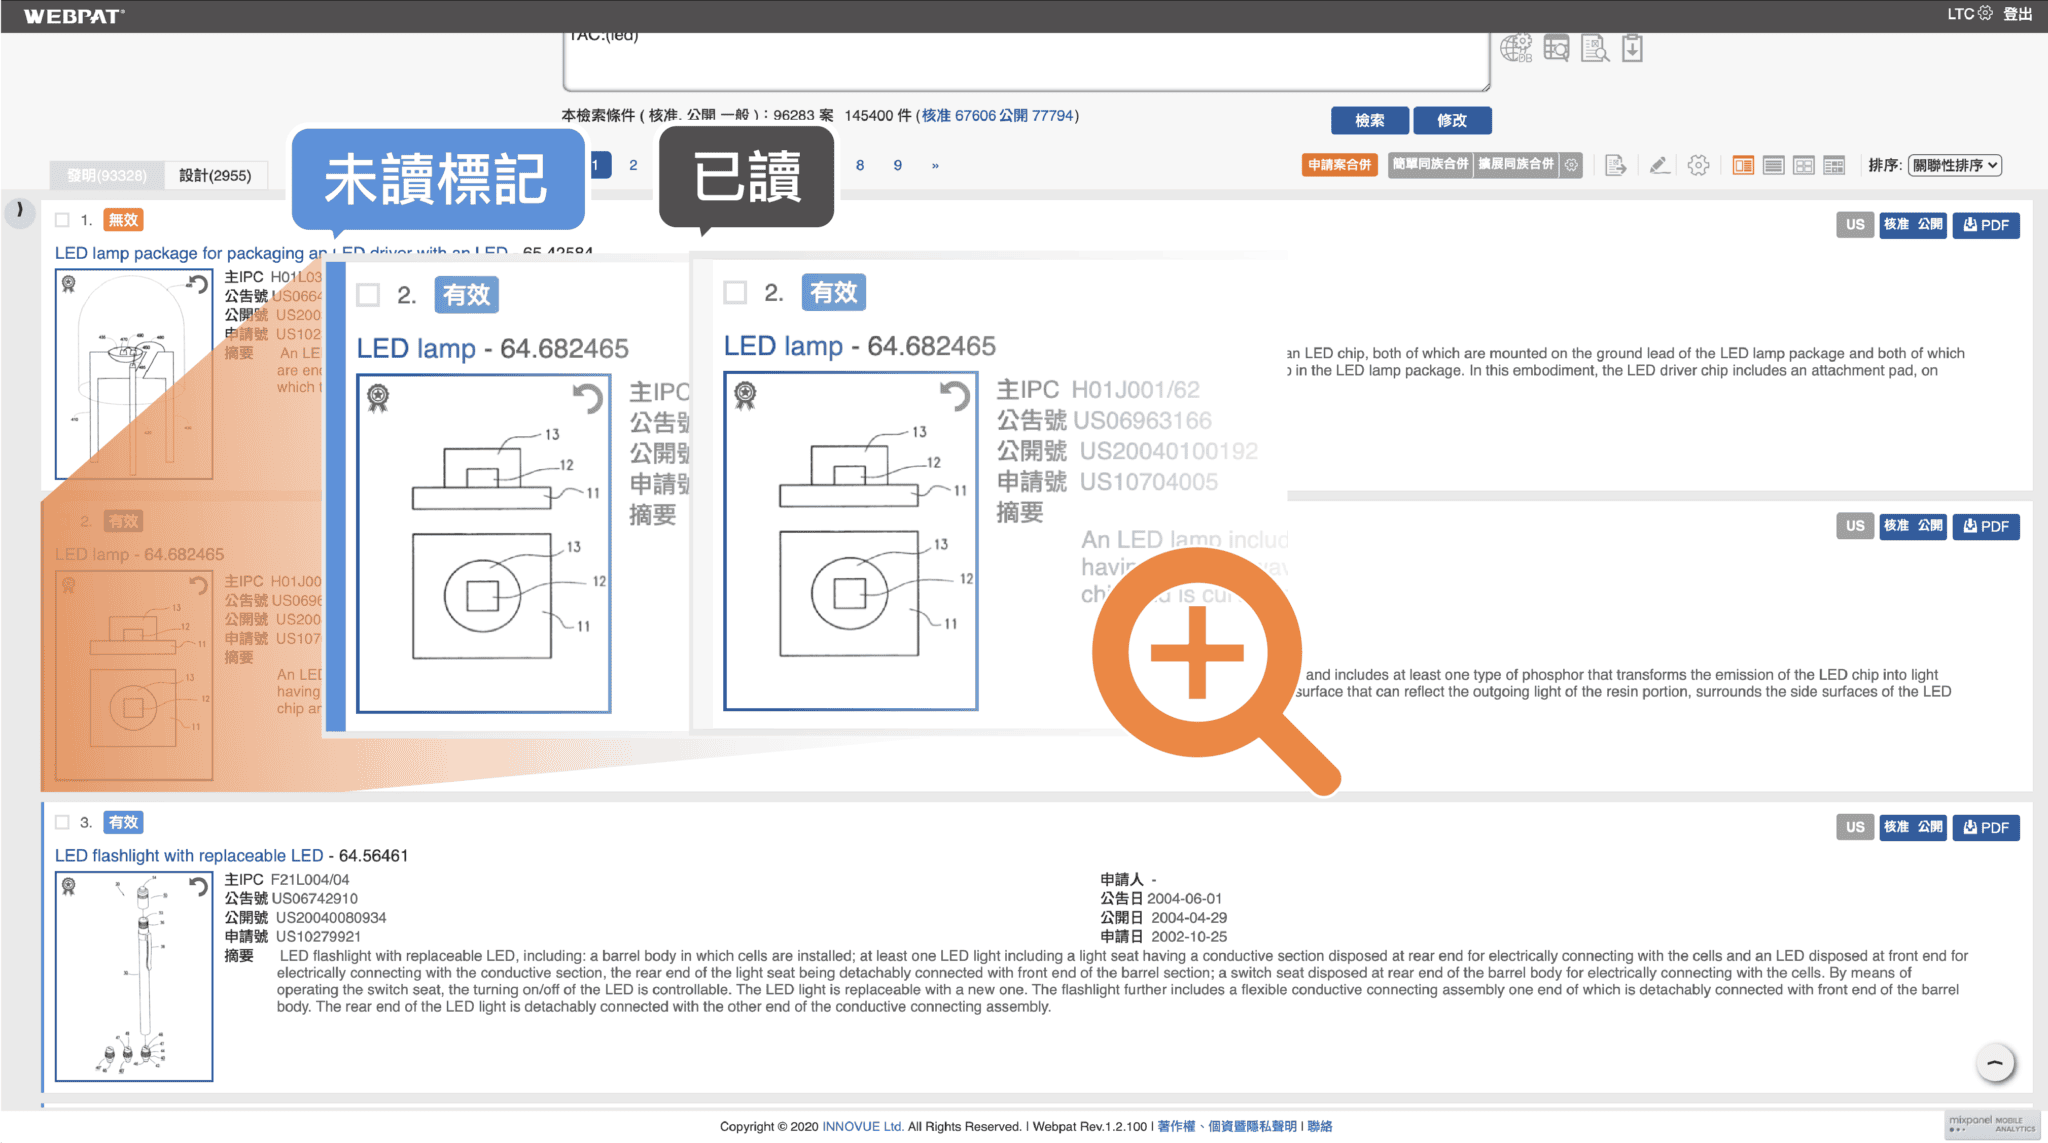 WEBPAT
LTC 登出
TAC:(led)
本檢索條件 ( 核准, 公開 一般 )：96283 案 145400 件 (核准 67606 公開 77794)
檢索 修改
未讀標記
已讀
發明(93328) 設計(2955)
1 2 8 9 »
申請案合併 簡單同族合併 擴展同族合併 排序: 關聯性排序
1. 無效
US 核准 公開 PDF
LED lamp package for packaging an LED driver with an LED - 65.42584
主IPC H01L03
公告號 US0664
公開號 US200
申請號 US102
摘要 An LE
are end
which t
an LED chip, both of which are mounted on the ground lead of the LED lamp package and both of which
in the LED lamp package. In this embodiment, the LED driver chip includes an attachment pad, on
2. 有效
LED lamp - 64.682465
13
12
11
13
12
11
主IPC
公告號
公開號
申請號
摘要
2. 有效
LED lamp - 64.682465
13
12
11
13
12
11
主IPC H01J001/62
公告號 US06963166
公開號 US20040100192
申請號 US10704005
摘要
An LED lamp includ
2. 有效
US 核准 公開 PDF
LED lamp - 64.682465
13
12
11
13
12
11
主IPC H01J00
公告號 US0696
公開號 US200
申請號 US107
摘要
An LED
having
chip an
and includes at least one type of phosphor that transforms the emission of the LED chip into light
surface that can reflect the outgoing light of the resin portion, surrounds the side surfaces of the LED
3. 有效
US 核准 公開 PDF
LED flashlight with replaceable LED - 64.56461
主IPC F21L004/04
公告號 US06742910
公開號 US20040080934
申請號 US10279921
申請人 -
公告日 2004-06-01
公開日 2004-04-29
申請日 2002-10-25
摘要 LED flashlight with replaceable LED, including: a barrel body in which cells are installed; at least one LED light including a light seat having a conductive section disposed at rear end for electrically connecting with the cells and an LED disposed at front end for
electrically connecting with the conductive section, the rear end of the light seat being detachably connected with front end of the barrel section; a switch seat disposed at rear end of the barrel body for electrically connecting with the cells. By means of
operating the switch seat, the turning on/off of the LED is controllable. The LED light is replaceable with a new one. The flashlight further includes a flexible conductive connecting assembly one end of which is detachably connected with front end of the barrel
body. The rear end of the LED light is detachably connected with the other end of the conductive connecting assembly.
Copyright © 2020 INNOVUE Ltd. All Rights Reserved. | Webpat Rev.1.2.100 | 著作權、個資暨隱私聲明 | 聯絡
mixpanel MOBILE
ANALYTICS